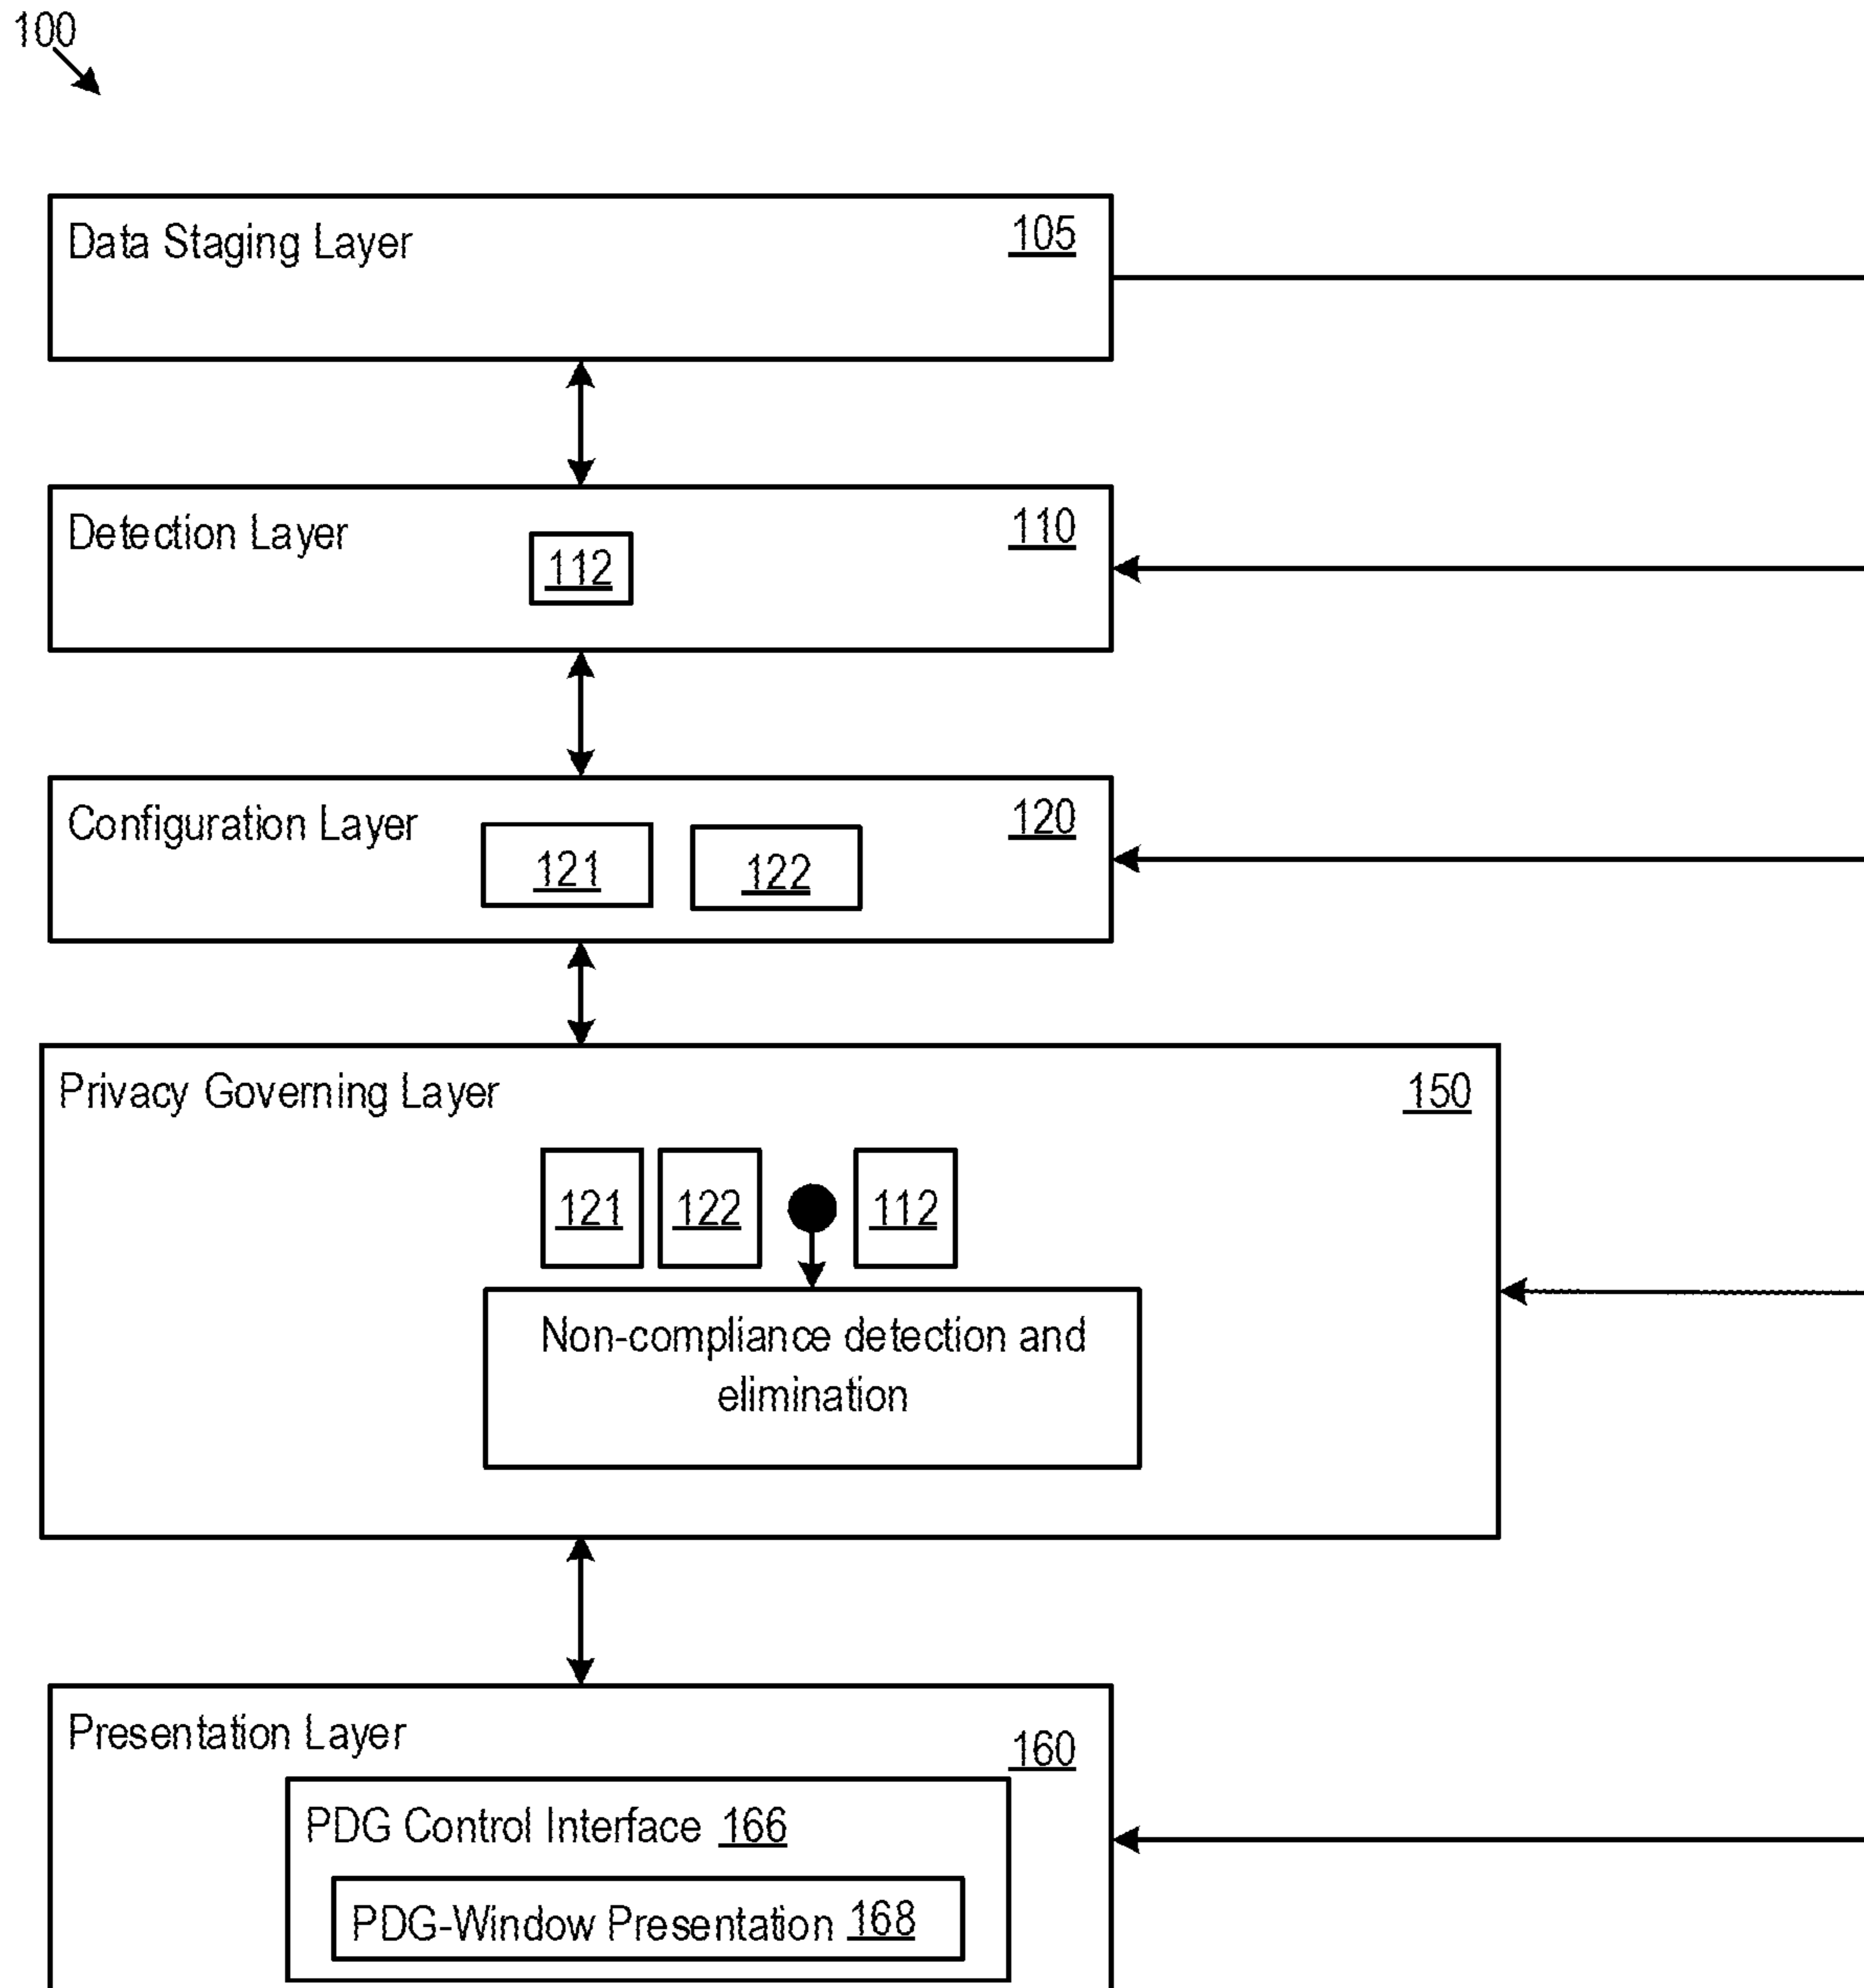 100
Data Staging Layer 105
Detection Layer 110
112
Configuration Layer 120
121 122
Privacy Governing Layer 150
121 122 112
Non-compliance detection and
elimination
Presentation Layer 160
PDG Control Interface 166
PDG-Window Presentation 168